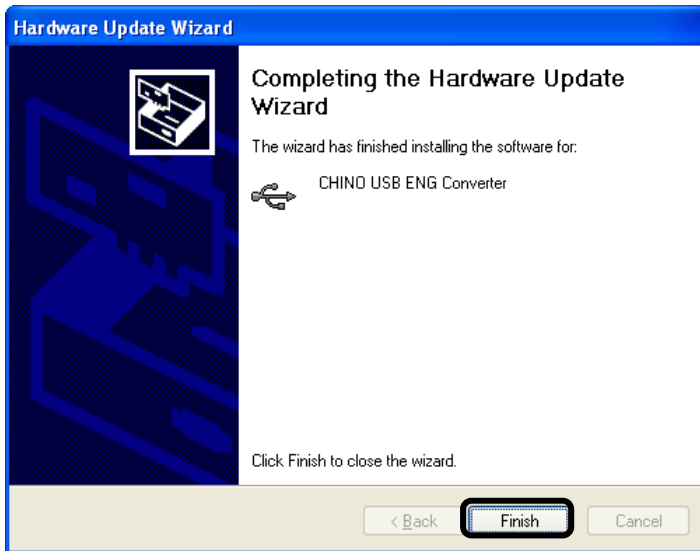 Hardware Update Wizard
Completing the Hardware Update
Wizard
The wizard has finished installing the software for:
CHINO USB ENG Converter
Click Finish to close the wizard.
< Back
Finish
Cancel